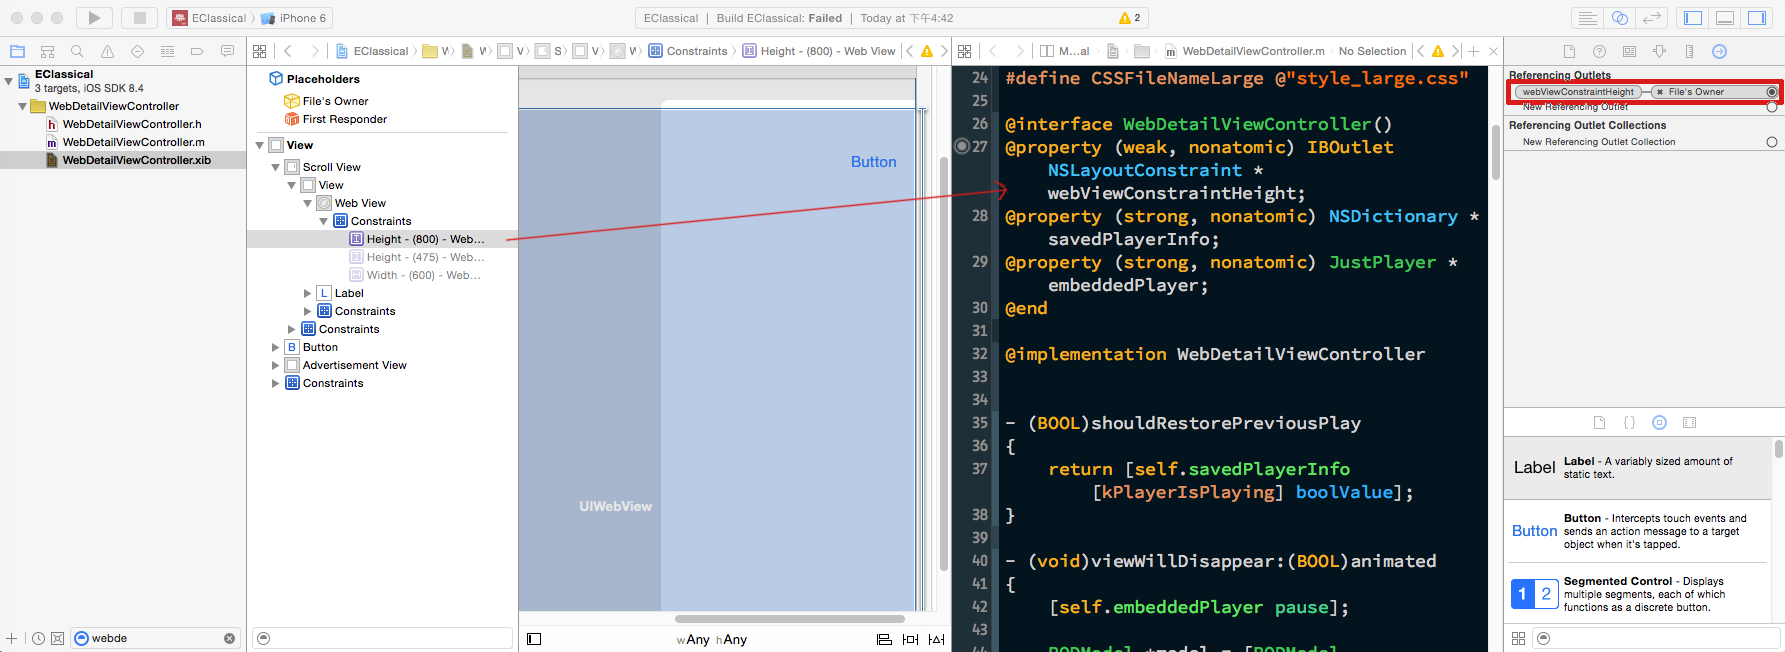 EClassical
iPhone 6
EClassical | Build EClassical: Failed | Today at 下午4:42
2
EClassical
3 targets, iOS SDK 8.4
WebDetailViewController
WebDetailViewController.h
WebDetailViewController.m
WebDetailViewController.xib
webde
EClassical
W
W
V
S
V
W
Constraints
Height - (800) - Web View
Placeholders
File's Owner
First Responder
View
Scroll View
View
Web View
Constraints
Height - (800) - Web...
Height - (475) - Web...
Width - (600) - Web...
L Label
Constraints
Constraints
B Button
Advertisement View
Constraints
Button
UIWebView
wAny hAny
M...al
WebDetailViewController.m
No Selection
24 #define CSSFileNameLarge @"style_large.css"
25
26 @interface WebDetailViewController()
27 @property (weak, nonatomic) IBOutlet
NSLayoutConstraint *
webViewConstraintHeight;
28 @property (strong, nonatomic) NSDictionary *
savedPlayerInfo;
29 @property (strong, nonatomic) JustPlayer *
embeddedPlayer;
30 @end
31
32 @implementation WebDetailViewController
33
34
35 - (BOOL)shouldRestorePreviousPlay
36 {
37 return [self.savedPlayerInfo
[kPlayerIsPlaying] boolValue];
38 }
39
40 - (void)viewWillDisappear:(BOOL)animated
41 {
42 [self.embeddedPlayer pause];
43
Referencing Outlets
webViewConstraintHeight
File's Owner
New Referencing Outlet
Referencing Outlet Collections
New Referencing Outlet Collection
Label
Label - A variably sized amount of
static text.
Button
Button - Intercepts touch events and
sends an action message to a target
object when it's tapped.
1 2
Segmented Control - Displays
multiple segments, each of which
functions as a discrete button.